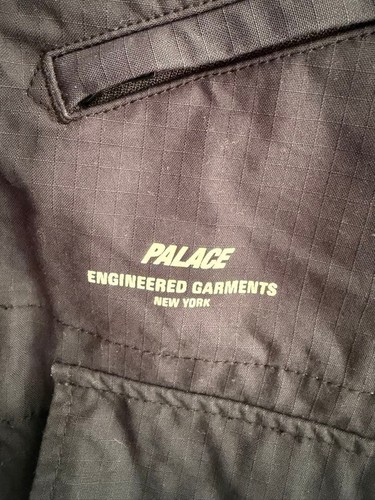 PALACE
ENGINEERED GARMENTS
NEW YORK